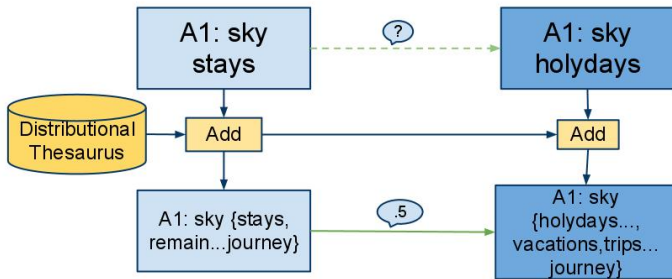 A1: sky
stays
?
A1: sky
holydays
Distributional
Thesaurus
Add
Add
A1: sky {stays,
remain...journey}
.5
A1: sky
{holydays...,
vacations,trips...
journey}